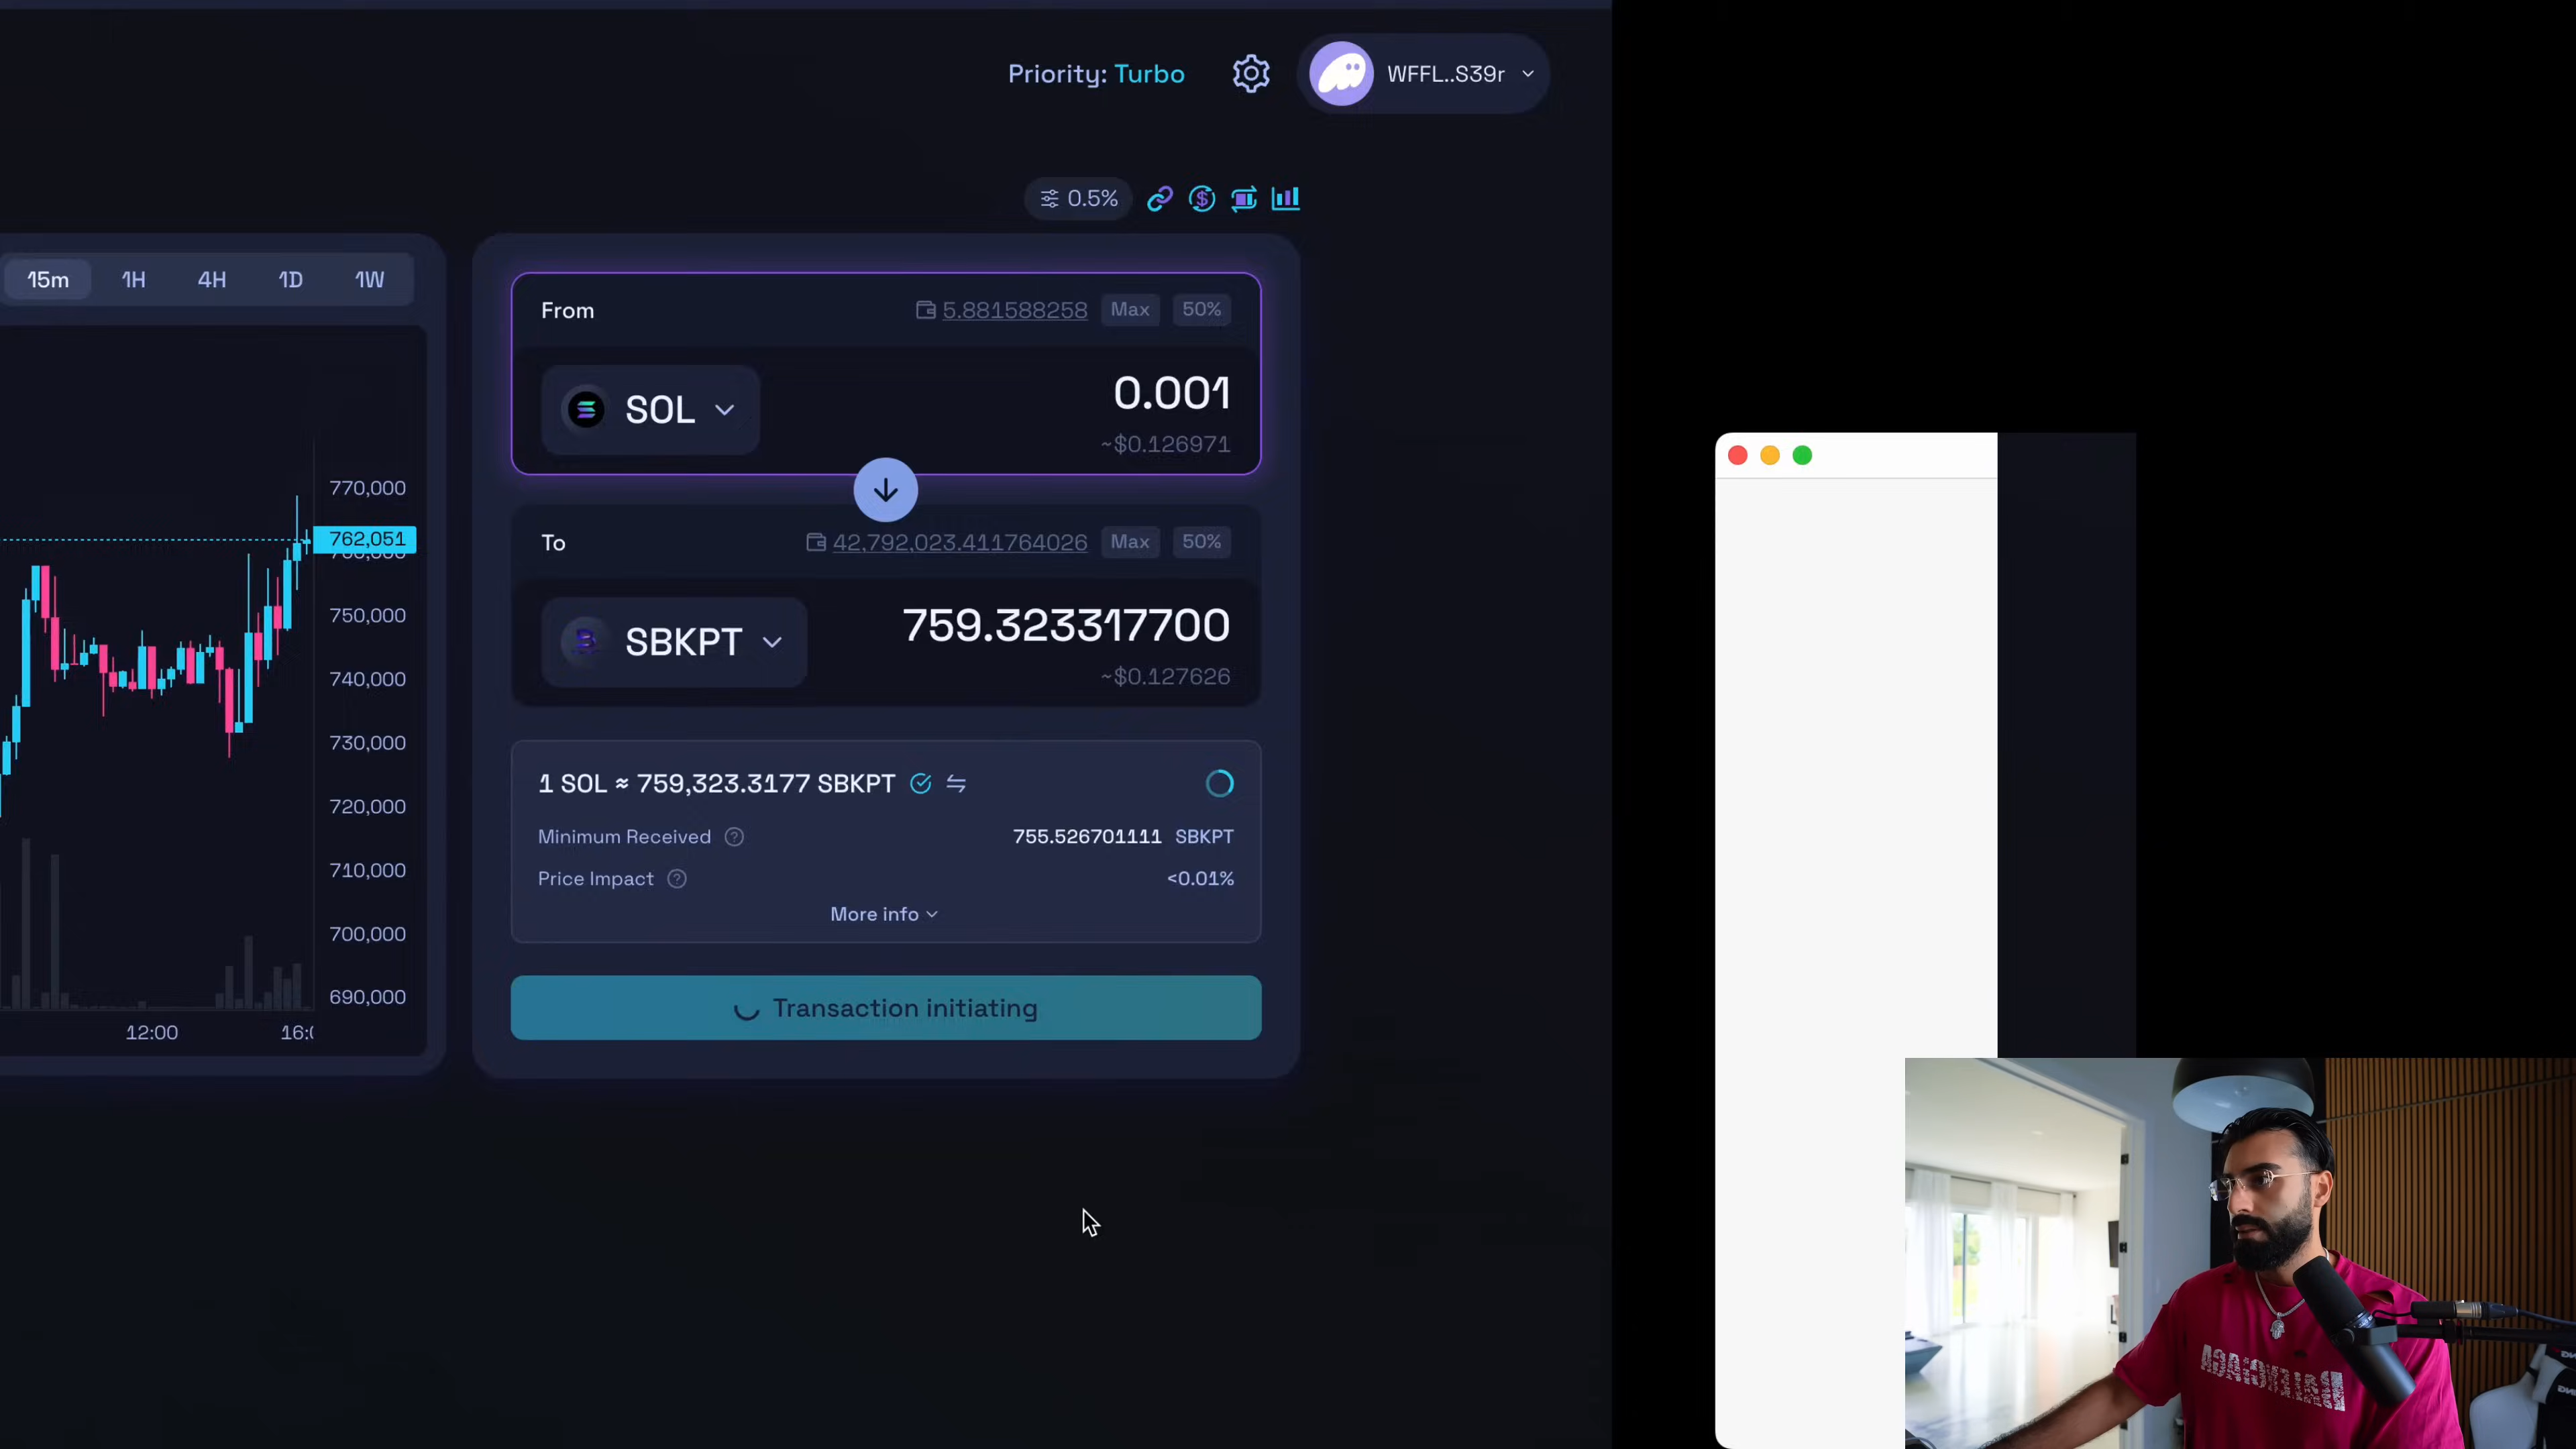 Priority: Turbo
WFFL..S39r
0.5%
15m 1H 4H 1D 1W
From
5.881588258 Max 50%
SOL
0.001
~$0.126971
To
42,792,023.411764026 Max 50%
SBKPT
759.323317700
~$0.127626
1 SOL ≈ 759,323.3177 SBKPT
Minimum Received ?
755.526701111 SBKPT
Price Impact ?
<0.01%
More info
Transaction initiating
770,000
762,051
750,000
740,000
730,000
720,000
710,000
700,000
690,000
12:00